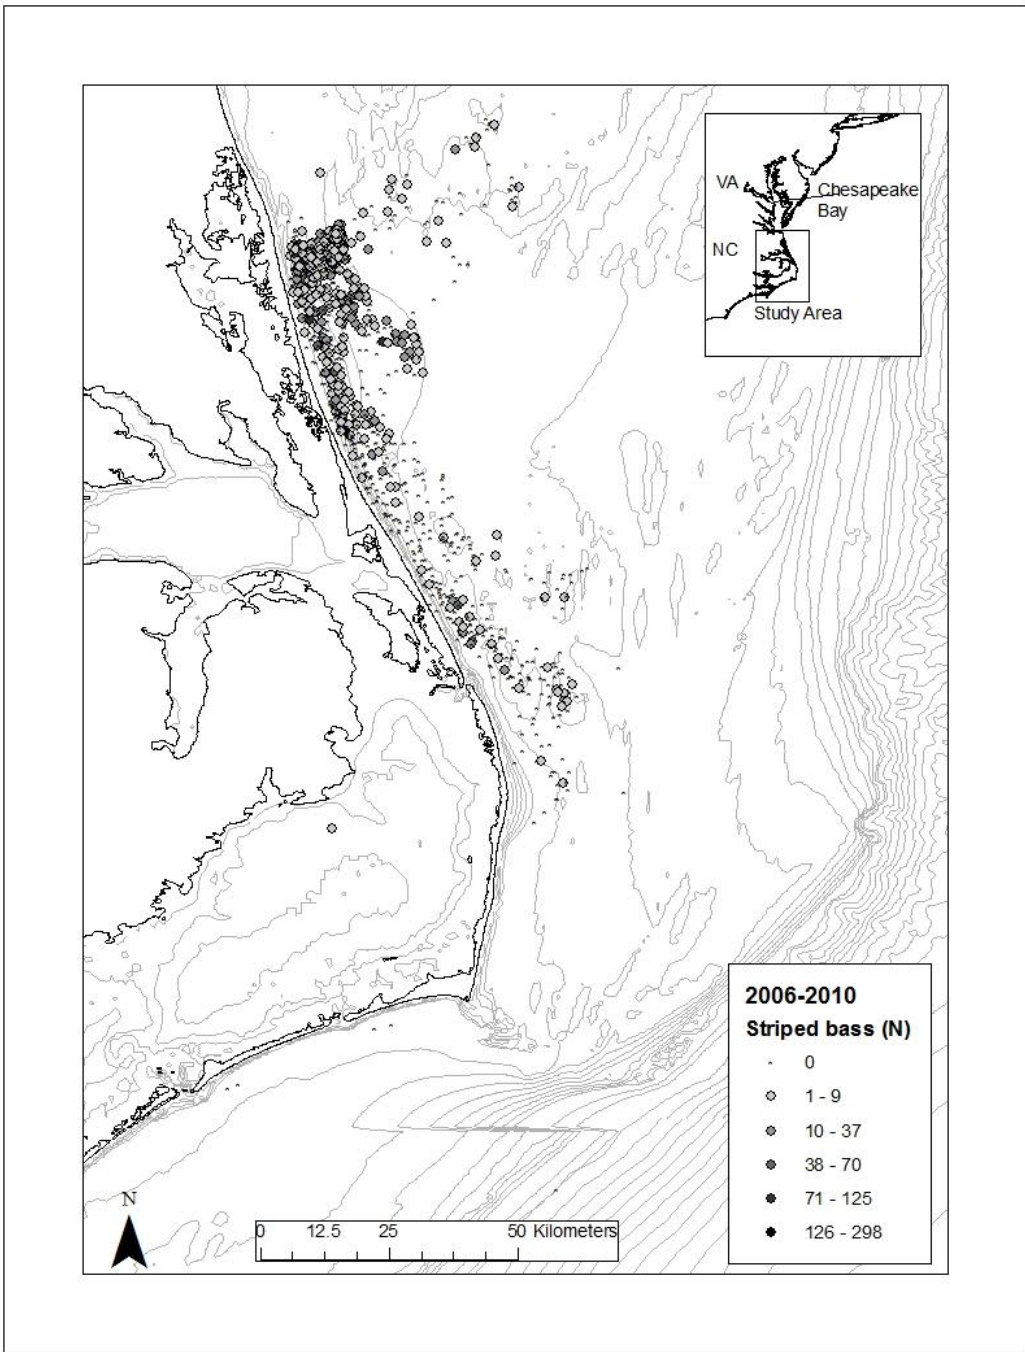 VA
Chesapeake
Bay
NC
Study Area
2006-2010
Striped bass (N)
0
1 - 9
10 - 37
38 - 70
71 - 125
126 - 298
N
0 12.5 25 50 Kilometers